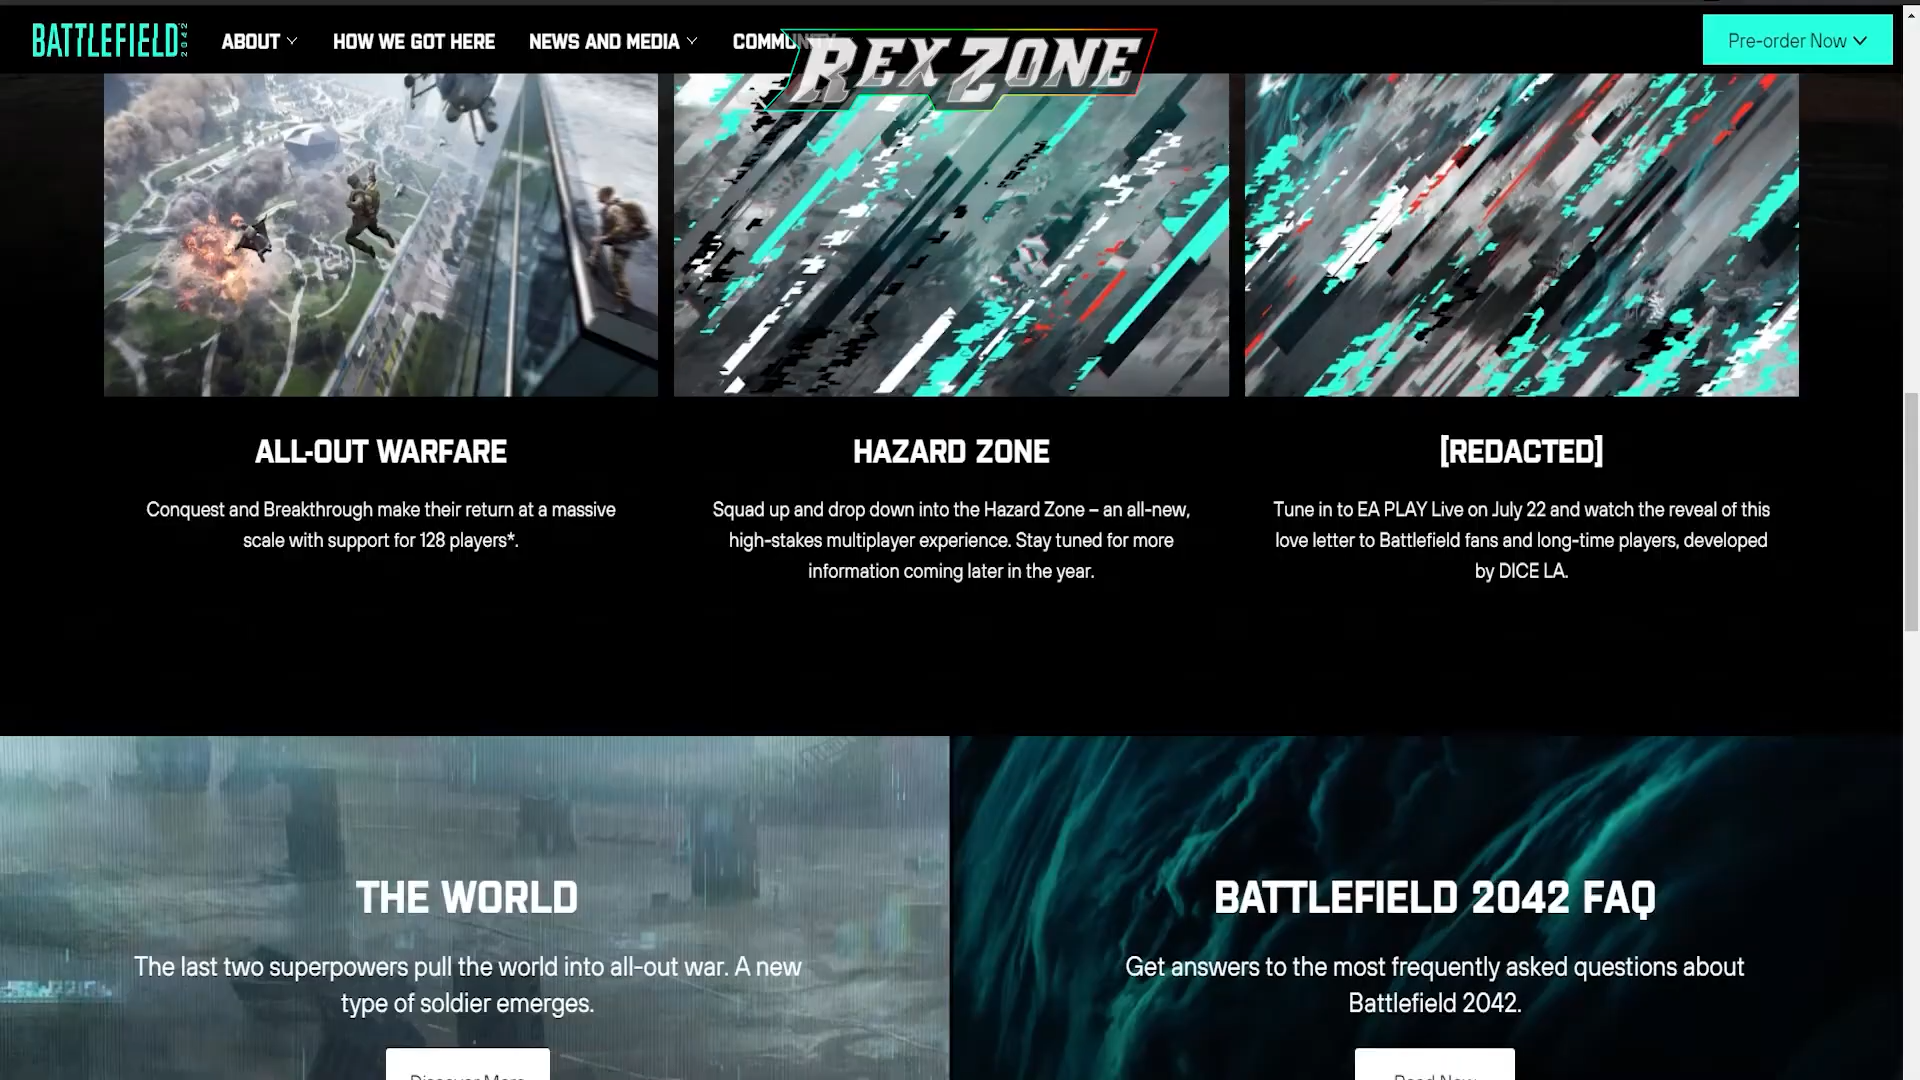 BATTLEFIELD 2042
ABOUT
HOW WE GOT HERE
NEWS AND MEDIA
COMMUNITY
REX ZONE
Pre-order Now
ALL-OUT WARFARE
Conquest and Breakthrough make their return at a massive
scale with support for 128 players*.
HAZARD ZONE
Squad up and drop down into the Hazard Zone – an all-new,
high-stakes multiplayer experience. Stay tuned for more
information coming later in the year.
[REDACTED]
Tune in to EA PLAY Live on July 22 and watch the reveal of this
love letter to Battlefield fans and long-time players, developed
by DICE LA.
THE WORLD
The last two superpowers pull the world into all-out war. A new
type of soldier emerges.
Discover More
BATTLEFIELD 2042 FAQ
Get answers to the most frequently asked questions about
Battlefield 2042.
Read Now